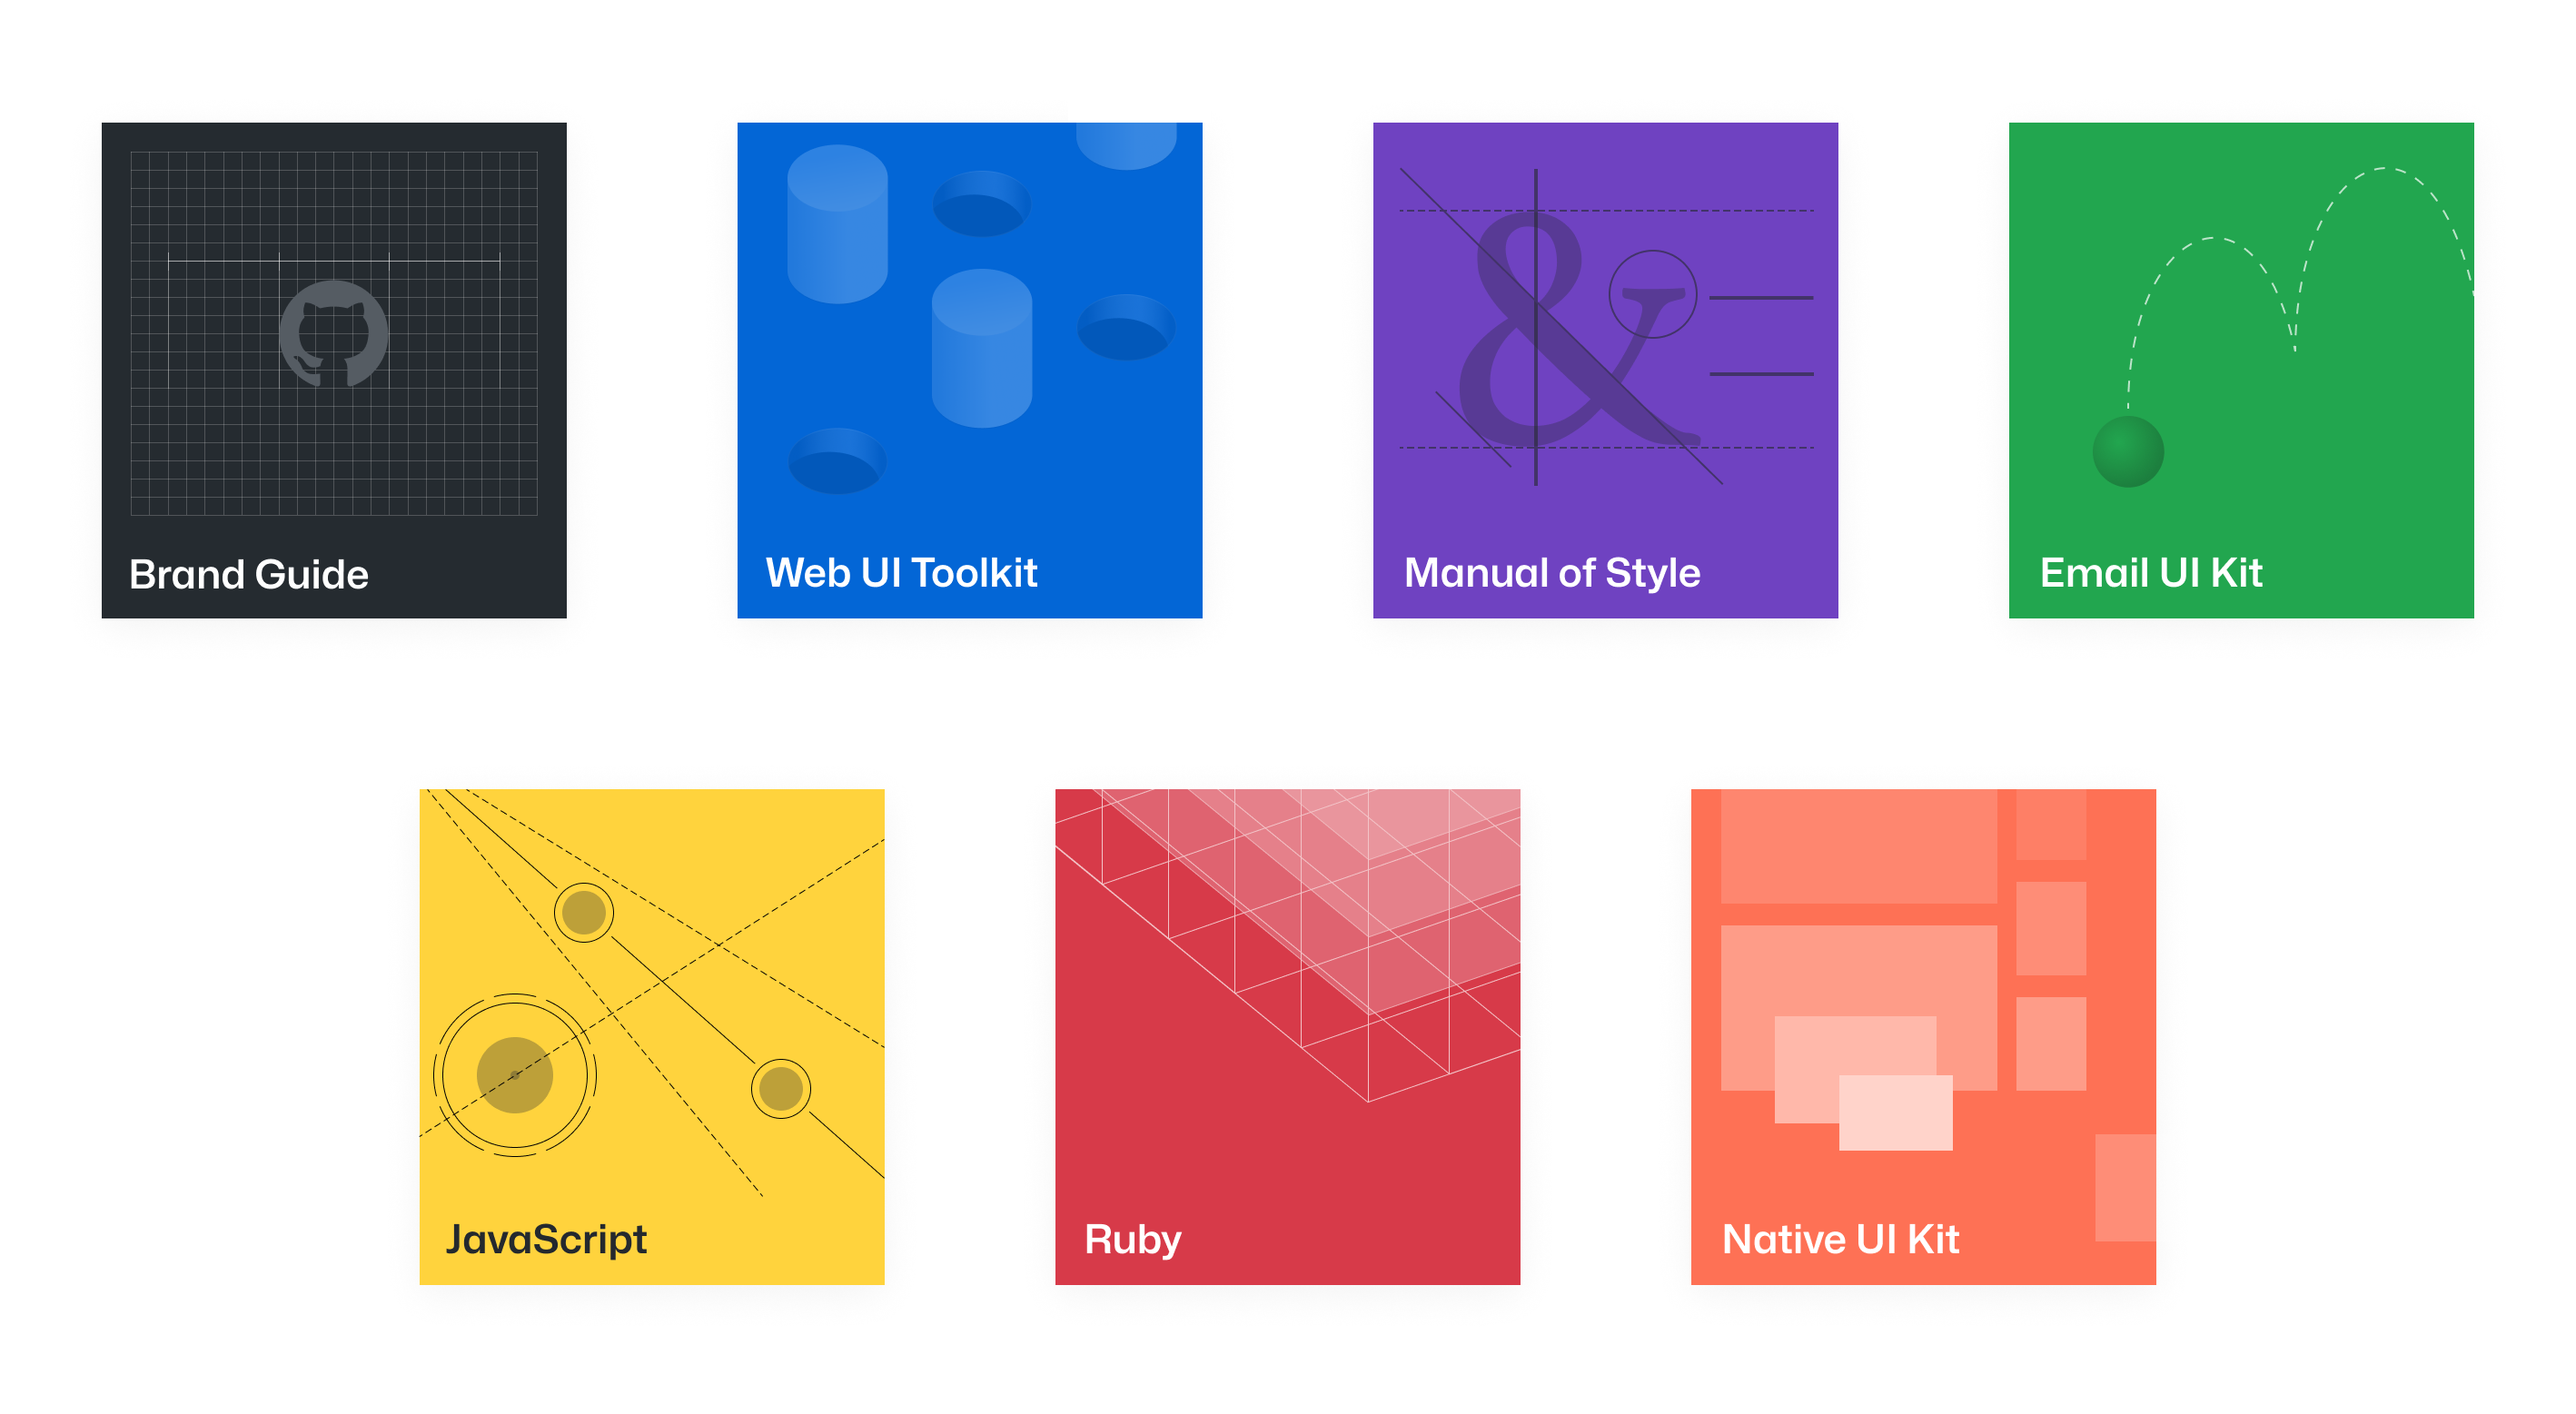 Brand Guide
Web UI Toolkit
&
Manual of Style
Email UI Kit
JavaScript
Ruby
Native UI Kit